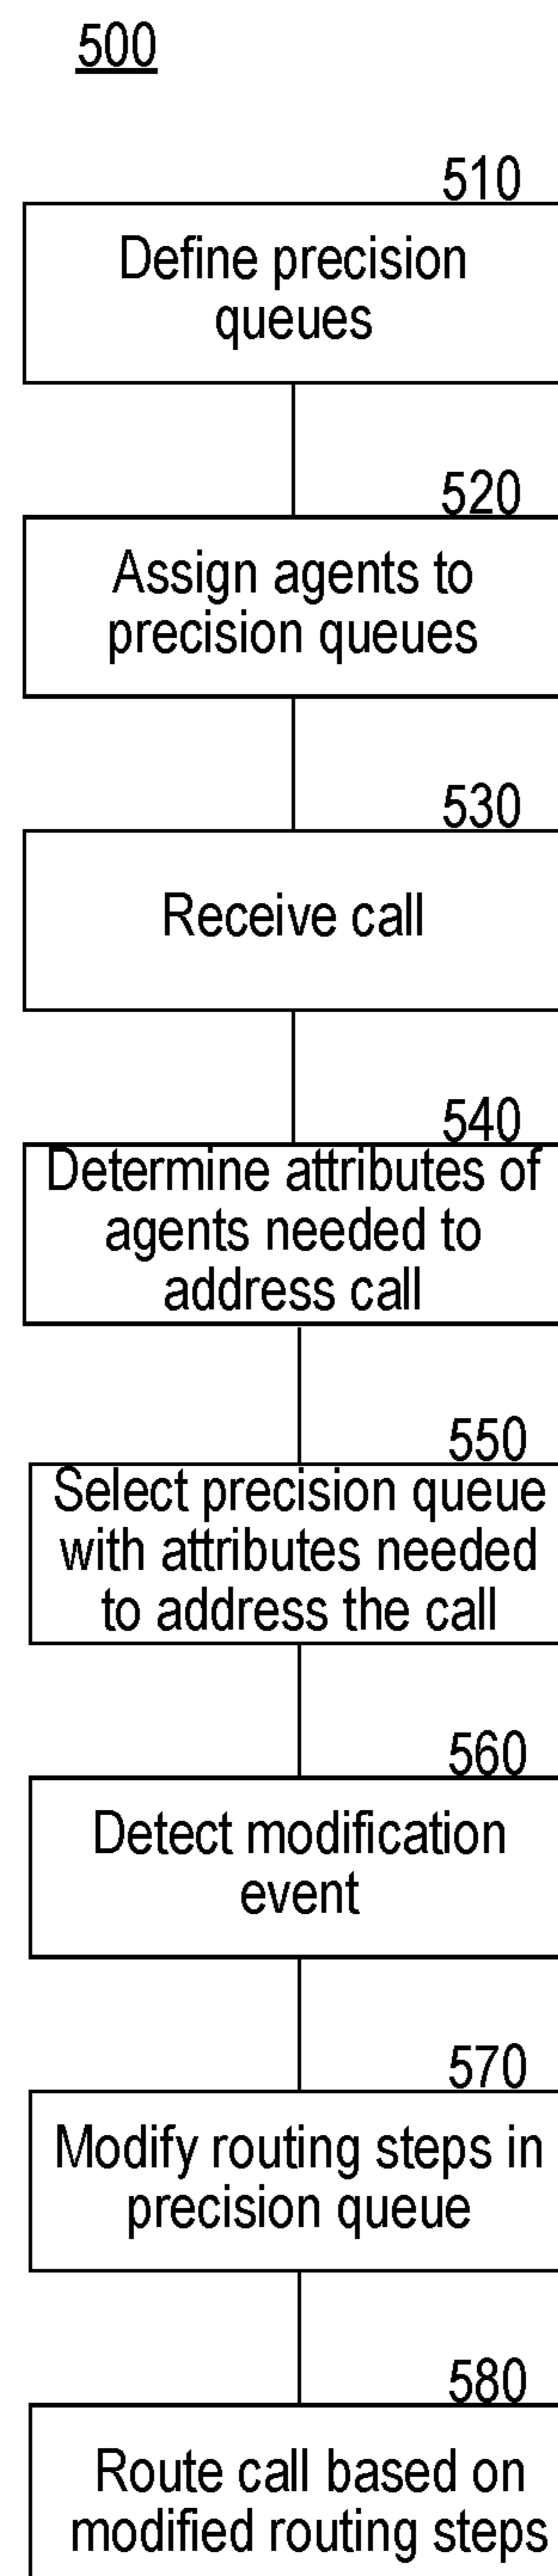 500
510
Define precision
queues
520
Assign agents to
precision queues
530
Receive call
540
Determine attributes of
agents needed to
address call
550
Select precision queue
with attributes needed
to address the call
560
Detect modification
event
570
Modify routing steps in
precision queue
580
Route call based on
modified routing steps